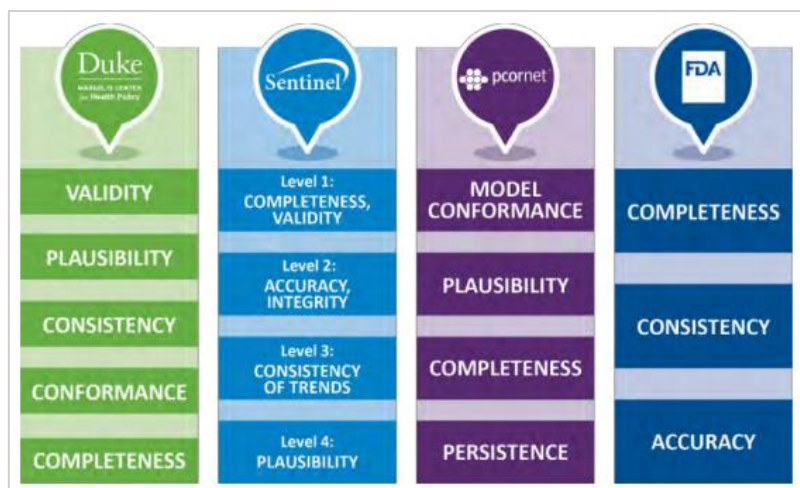 Duke
MARGOLIS CENTER
for Health Policy
VALIDITY
PLAUSIBILITY
CONSISTENCY
CONFORMANCE
COMPLETENESS
Sentinel
Level 1:
COMPLETENESS,
VALIDITY
Level 2:
ACCURACY,
INTEGRITY
Level 3:
CONSISTENCY
OF TRENDS
Level 4:
PLAUSIBILITY
pcornet
MODEL
CONFORMANCE
PLAUSIBILITY
COMPLETENESS
PERSISTENCE
FDA
COMPLETENESS
CONSISTENCY
ACCURACY